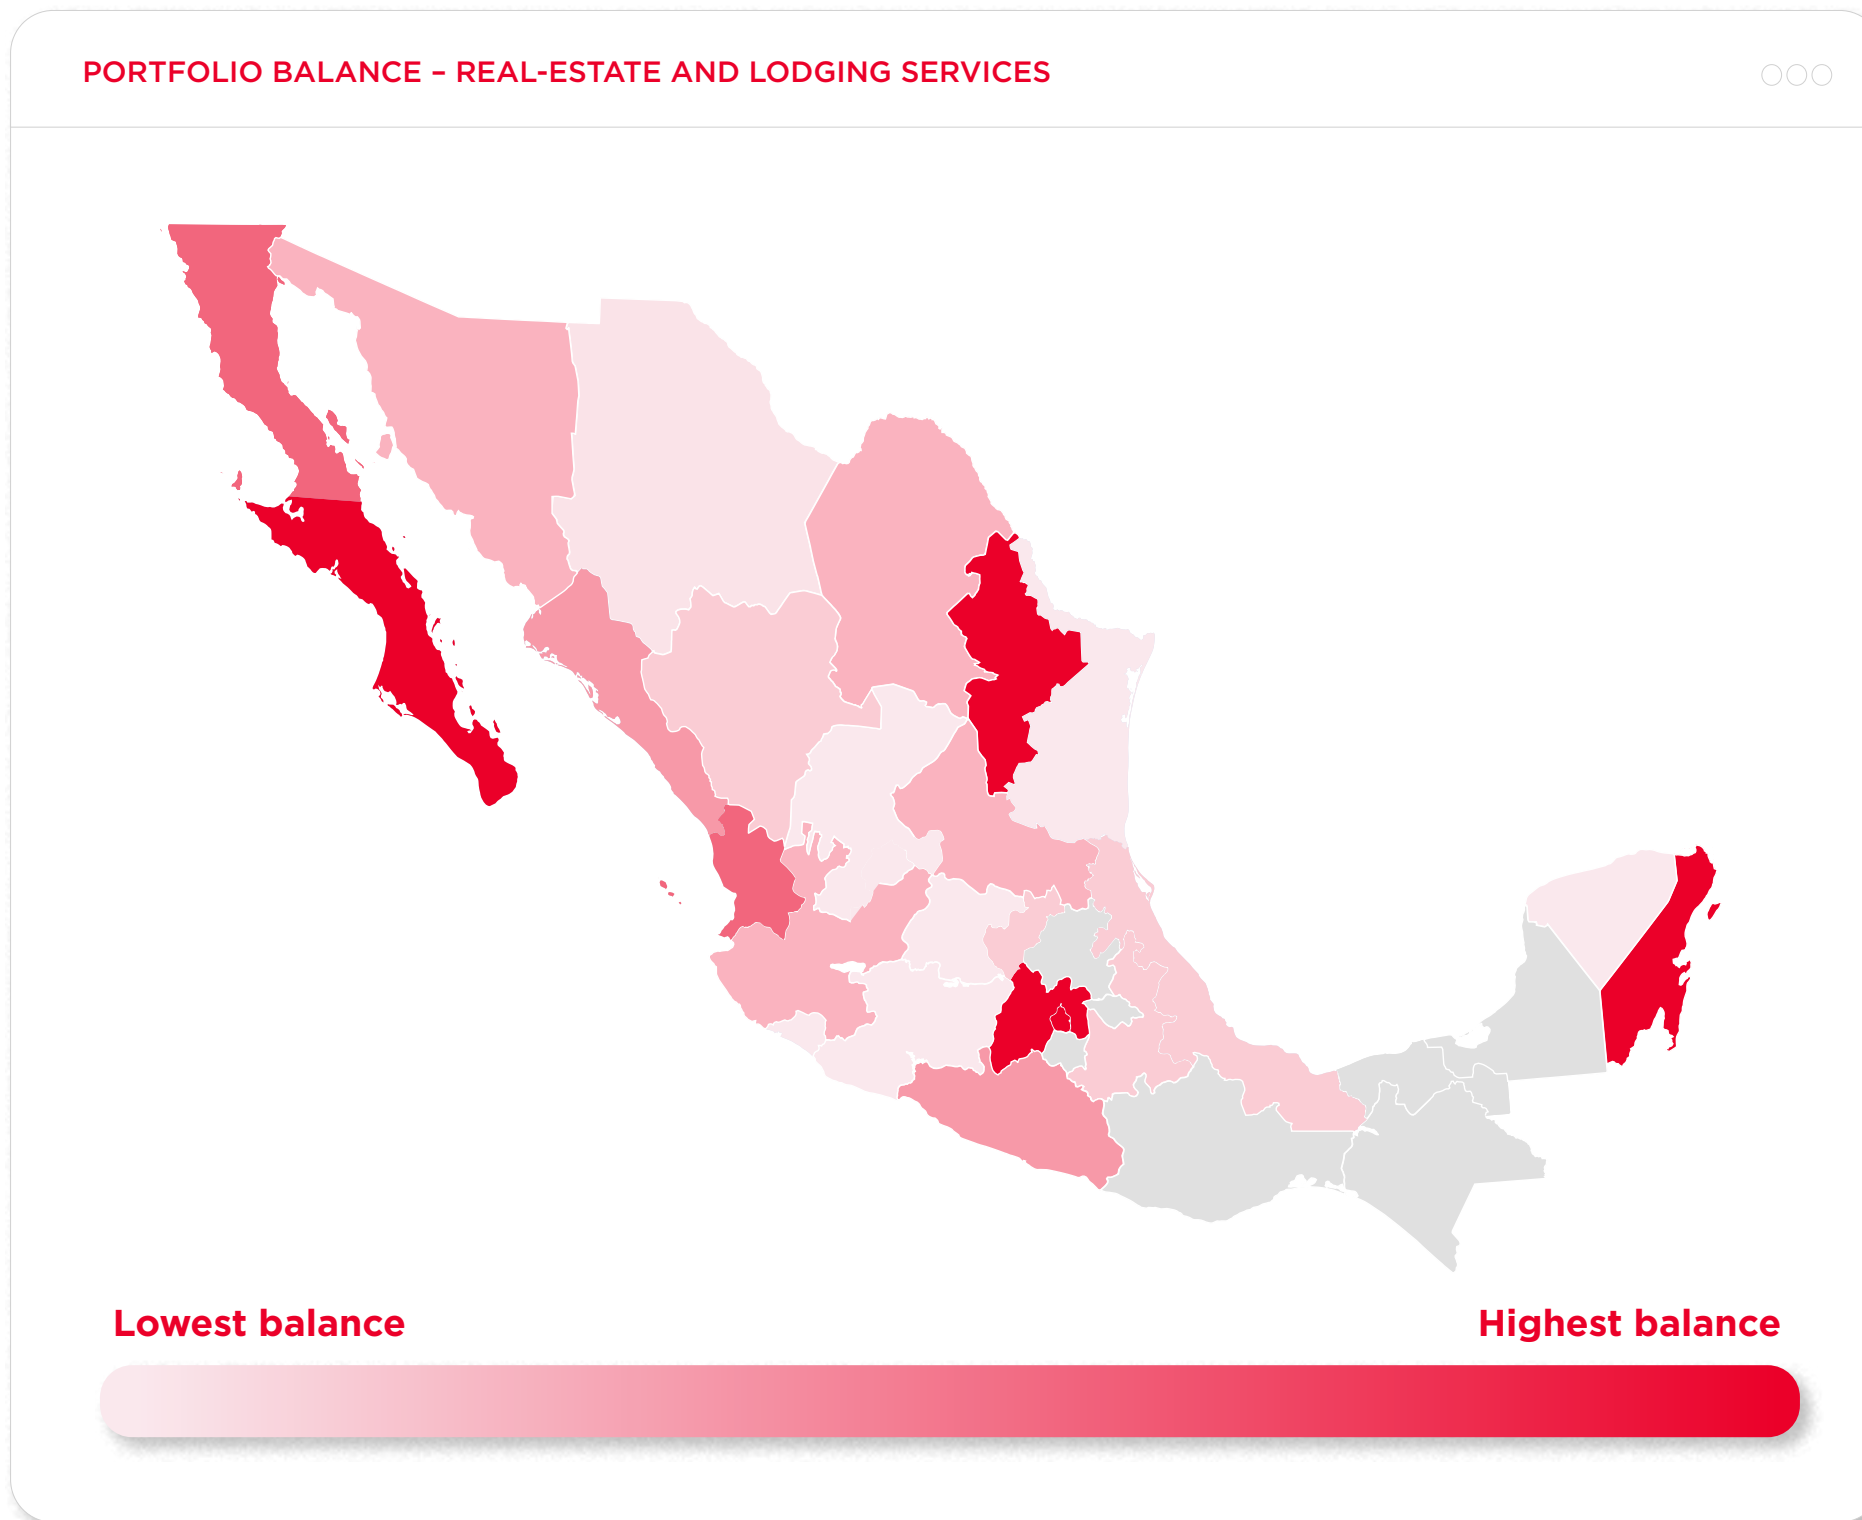 PORTFOLIO BALANCE – REAL-ESTATE AND LODGING SERVICES
Lowest balance
Highest balance